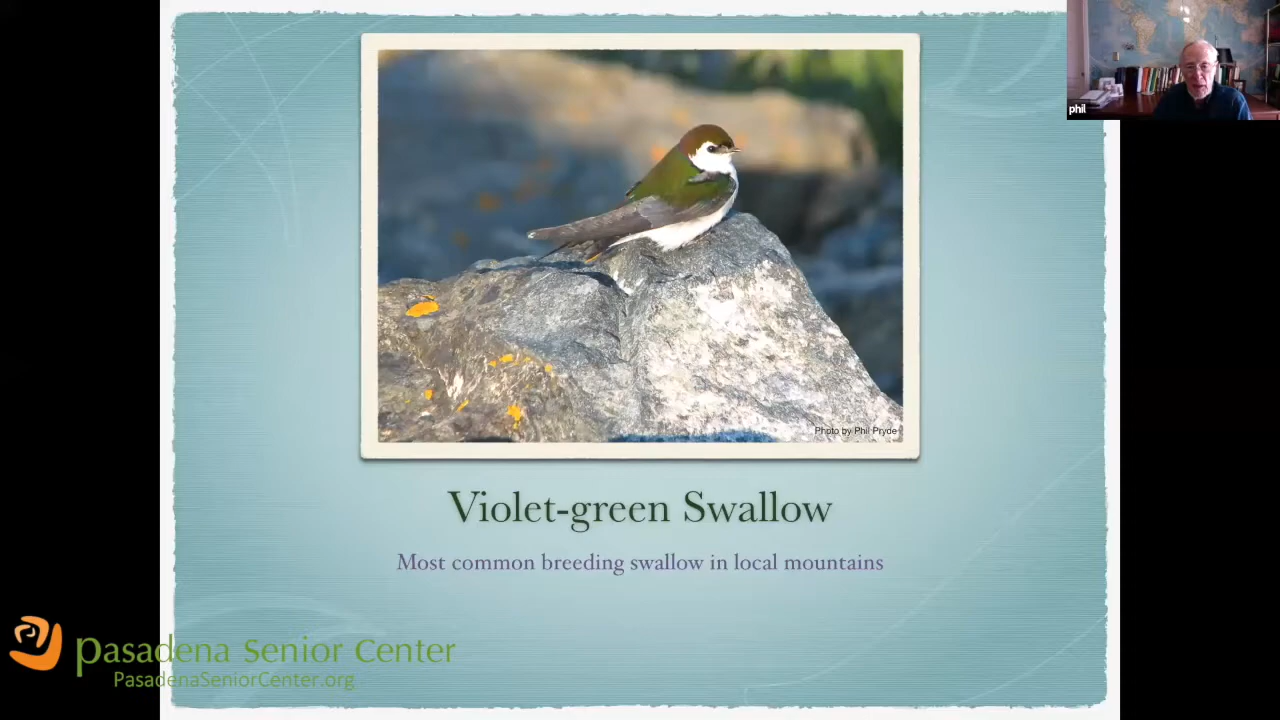 phil
Photo by Phil Pryde
Violet-green Swallow
Most common breeding swallow in local mountains
Pasadena Senior Center
PasadenaSeniorCenter.org